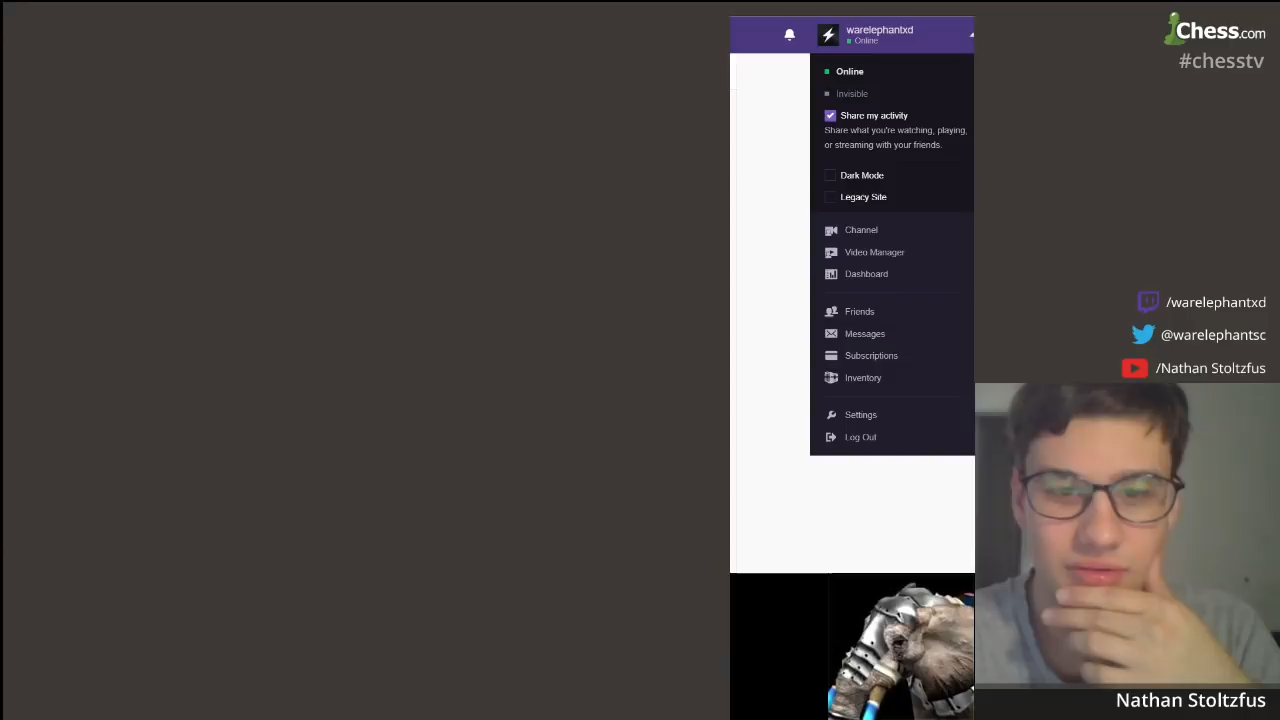 warelephantxd
Online
Online
Invisible
Share my activity
Share what you're watching, playing,
or streaming with your friends.
Dark Mode
Legacy Site
Channel
Video Manager
Dashboard
Friends
Messages
Subscriptions
Inventory
Settings
Log Out
Chess.com
#chesstv
/warelephantxd
@warelephantsc
/Nathan Stoltzfus
Nathan Stoltzfus